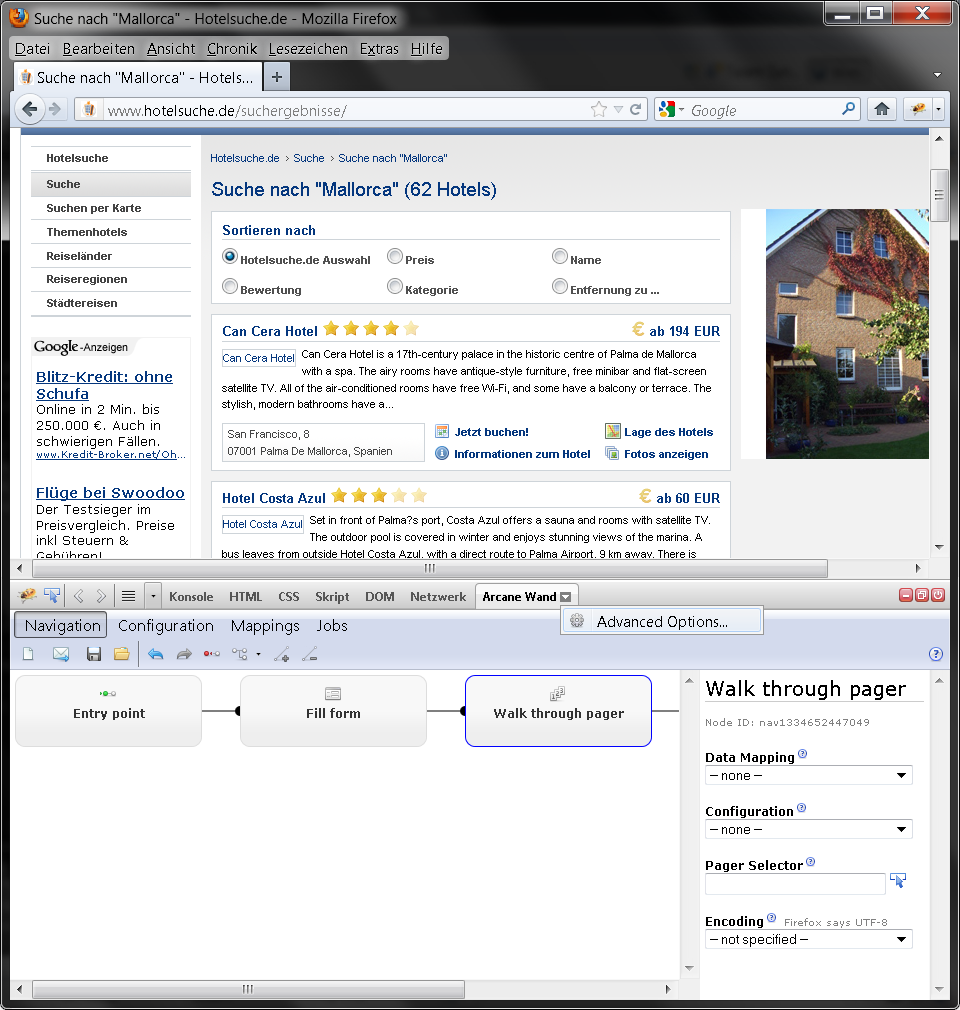 Suche nach "Mallorca" - Hotelsuche.de - Mozilla Firefox
Datei Bearbeiten Ansicht Chronik Lesezeichen Extras Hilfe
Suche nach "Mallorca" - Hotels...
www.hotelsuche.de/suchergebnisse/
Google
Hotelsuche
Suche
Suchen per Karte
Themenhotels
Reiseländer
Reiseregionen
Städtereisen
Google-Anzeigen
Blitz-Kredit: ohne
Schufa
Online in 2 Min. bis
250.000 €. Auch in
schwierigen Fällen.
www.Kredit-Broker.net/Oh...
Flüge bei Swoodoo
Der Testsieger im
Preisvergleich. Preise
inkl Steuern &
Gebühren!
Hotelsuche.de › Suche › Suche nach "Mallorca"
Suche nach "Mallorca" (62 Hotels)
Sortieren nach
Hotelsuche.de Auswahl Preis Name
Bewertung Kategorie Entfernung zu ...
Can Cera Hotel € ab 194 EUR
Can Cera Hotel
Can Cera Hotel is a 17th-century palace in the historic centre of Palma de Mallorca
with a spa. The airy rooms have antique-style furniture, free minibar and flat-screen
satellite TV. All of the air-conditioned rooms have free Wi-Fi, and some have a balcony or terrace. The
stylish, modern bathrooms have a...
San Francisco, 8
07001 Palma De Mallorca, Spanien
Jetzt buchen! Lage des Hotels
Informationen zum Hotel Fotos anzeigen
Hotel Costa Azul € ab 60 EUR
Hotel Costa Azul
Set in front of Palma?s port, Costa Azul offers a sauna and rooms with satellite TV.
The outdoor pool is covered in winter and enjoys stunning views of the marina. A
bus leaves from outside Hotel Costa Azul, with a direct route to Palma Airport, 9 km away. There is
Konsole HTML CSS Skript DOM Netzwerk Arcane Wand
Advanced Options...
Navigation Configuration Mappings Jobs
Entry point
Fill form
Walk through pager
Walk through pager
Node ID: nav1334652447049
Data Mapping
– none –
Configuration
– none –
Pager Selector
Encoding Firefox says UTF-8
– not specified –